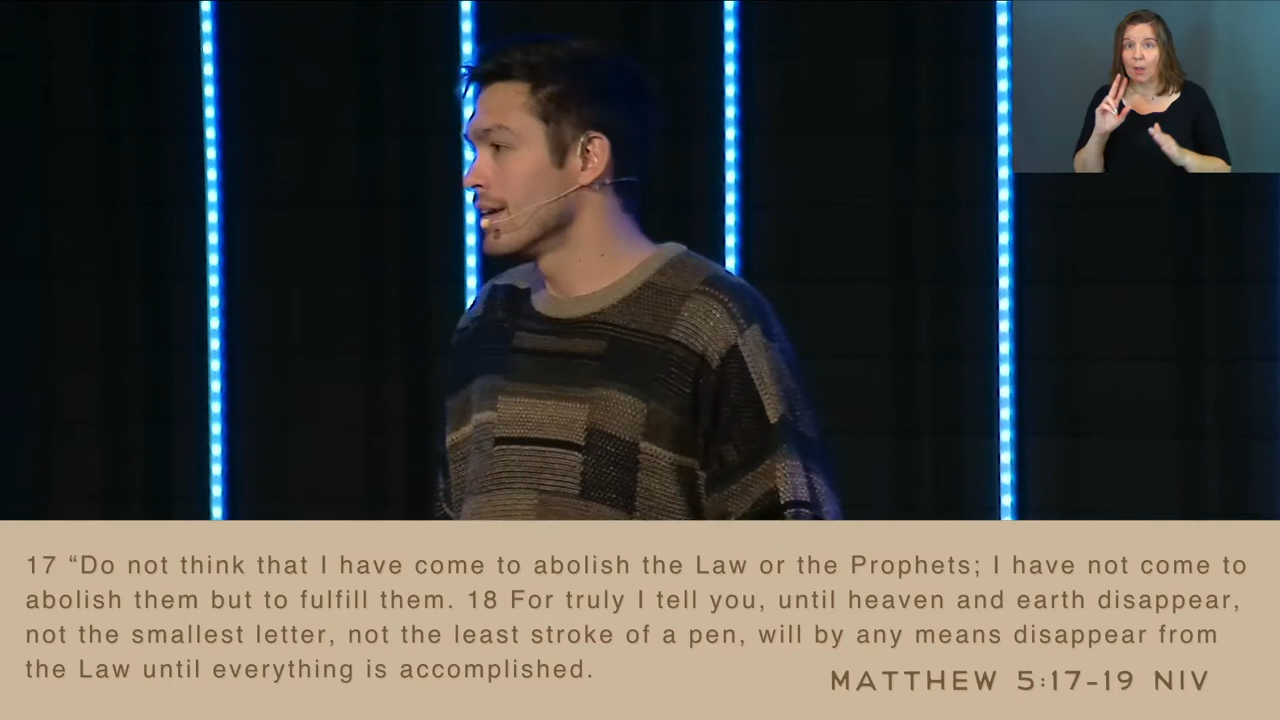 17 “Do not think that I have come to abolish the Law or the Prophets; I have not come to
abolish them but to fulfill them. 18 For truly I tell you, until heaven and earth disappear,
not the smallest letter, not the least stroke of a pen, will by any means disappear from
the Law until everything is accomplished.
MATTHEW 5:17-19 NIV